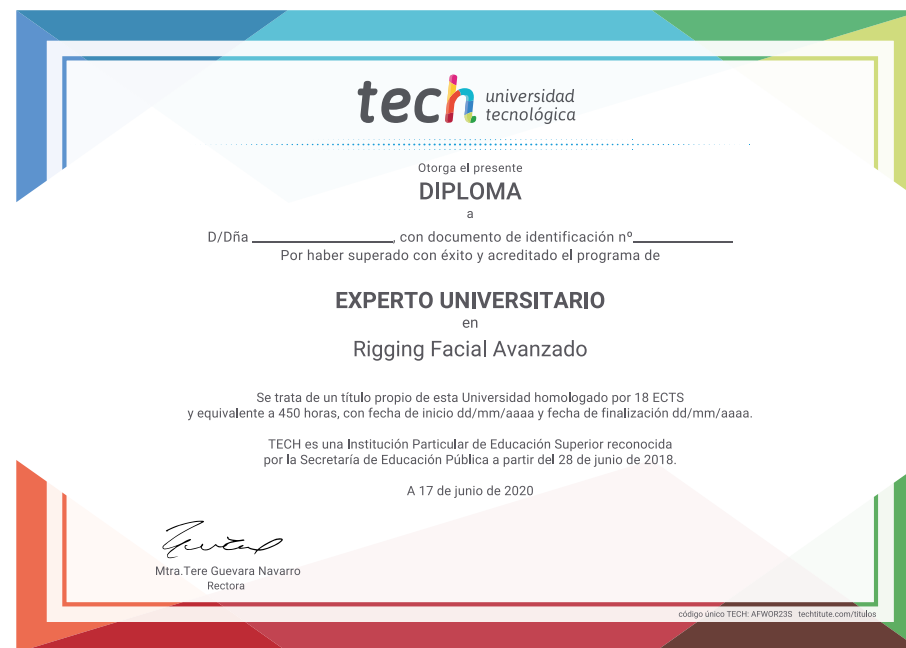 tech universidad
tecnológica
Otorga el presente
DIPLOMA
a
D/Dña ____________________, con documento de identificación nº______________
Por haber superado con éxito y acreditado el programa de
EXPERTO UNIVERSITARIO
en
Rigging Facial Avanzado
Se trata de un título propio de esta Universidad homologado por 18 ECTS
y equivalente a 450 horas, con fecha de inicio dd/mm/aaaa y fecha de finalización dd/mm/aaaa.
TECH es una Institución Particular de Educación Superior reconocida
por la Secretaría de Educación Pública a partir del 28 de junio de 2018.
A 17 de junio de 2020
Mtra.Tere Guevara Navarro
Rectora
código único TECH: AFWOR23S techtitute.com/titulos